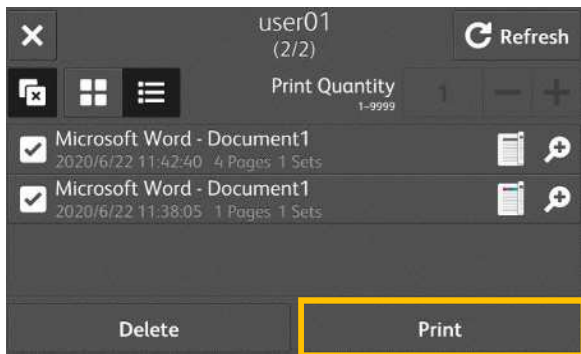 user01
(2/2)
Refresh
Print Quantity
1-9999
1
Microsoft Word - Document1
2020/6/22 11:42:40 4 Pages 1 Sets
Microsoft Word - Document1
2020/6/22 11:38:05 1 Pages 1 Sets
Delete
Print